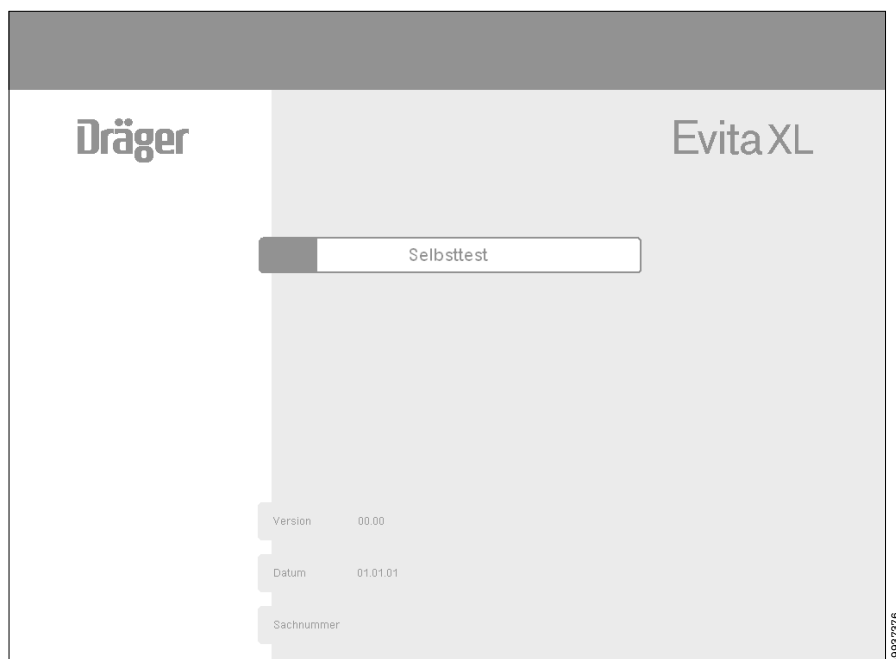 Dräger
Evita XL
Selbsttest
Version 00.00
Datum 01.01.01
Sachnummer